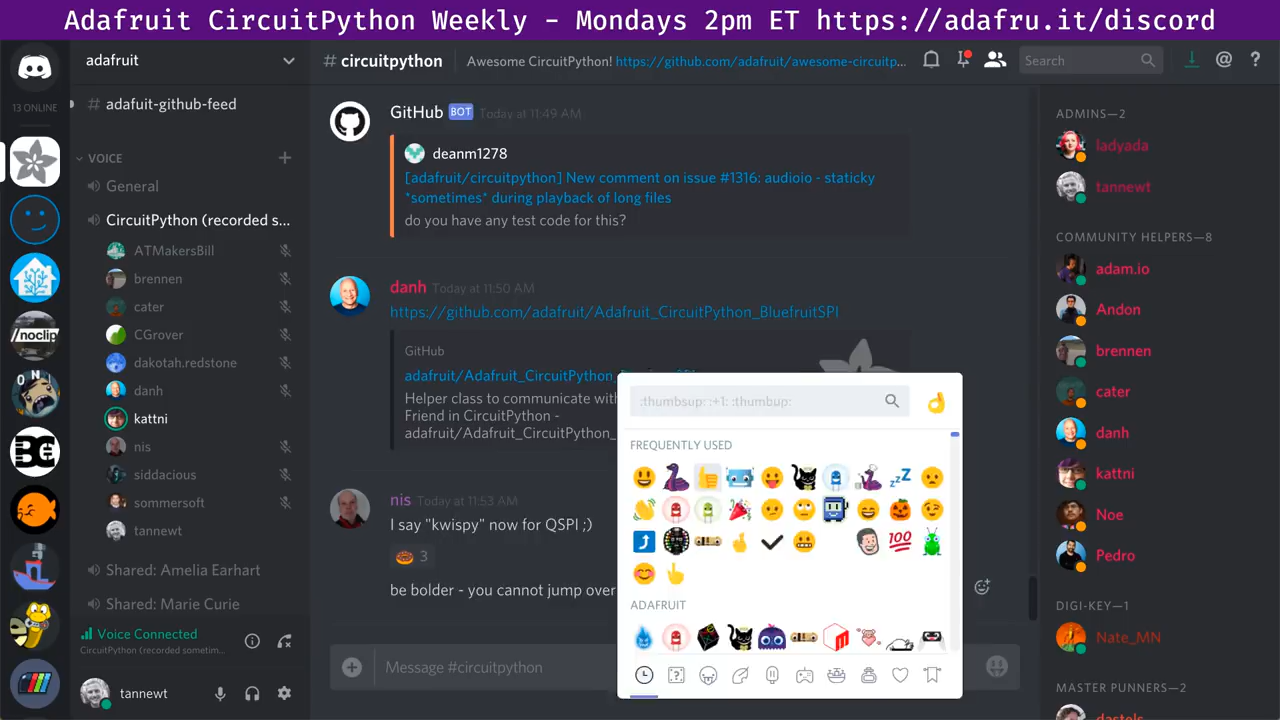 Adafruit CircuitPython Weekly - Mondays 2pm ET https://adafru.it/discord
adafruit
# circuitpython
Awesome CircuitPython! https://github.com/adafruit/awesome-circuitp...
Search
@
?
13 ONLINE
# adafuit-github-feed
VOICE
General
CircuitPython (recorded s...
ATMakersBill
brennen
cater
CGrover
dakotah.redstone
danh
kattni
nis
siddacious
sommersoft
tannewt
Shared: Amelia Earhart
Shared: Marie Curie
Voice Connected
CircuitPython (recorded sometim...
tannewt
/noclip
GitHub BOT Today at 11:49 AM
deanm1278
[adafruit/circuitpython] New comment on issue #1316: audioio - staticky
*sometimes* during playback of long files
do you have any test code for this?
danh Today at 11:50 AM
https://github.com/adafruit/Adafruit_CircuitPython_BluefruitSPI
GitHub
adafruit/Adafruit_CircuitPython_
Helper class to communicate with
Friend in CircuitPython -
adafruit/Adafruit_CircuitPython_
nis Today at 11:53 AM
I say "kwispy" now for QSPI ;)
3
be bolder - you cannot jump over
Message #circuitpython
:thumbsup: :+1: :thumbup:
FREQUENTLY USED
100
ADAFRUIT
ADMINS—2
ladyada
tannewt
COMMUNITY HELPERS—8
adam.io
Andon
brennen
cater
danh
kattni
Noe
Pedro
DIGI-KEY—1
Nate_MN
MASTER PUNNERS—2